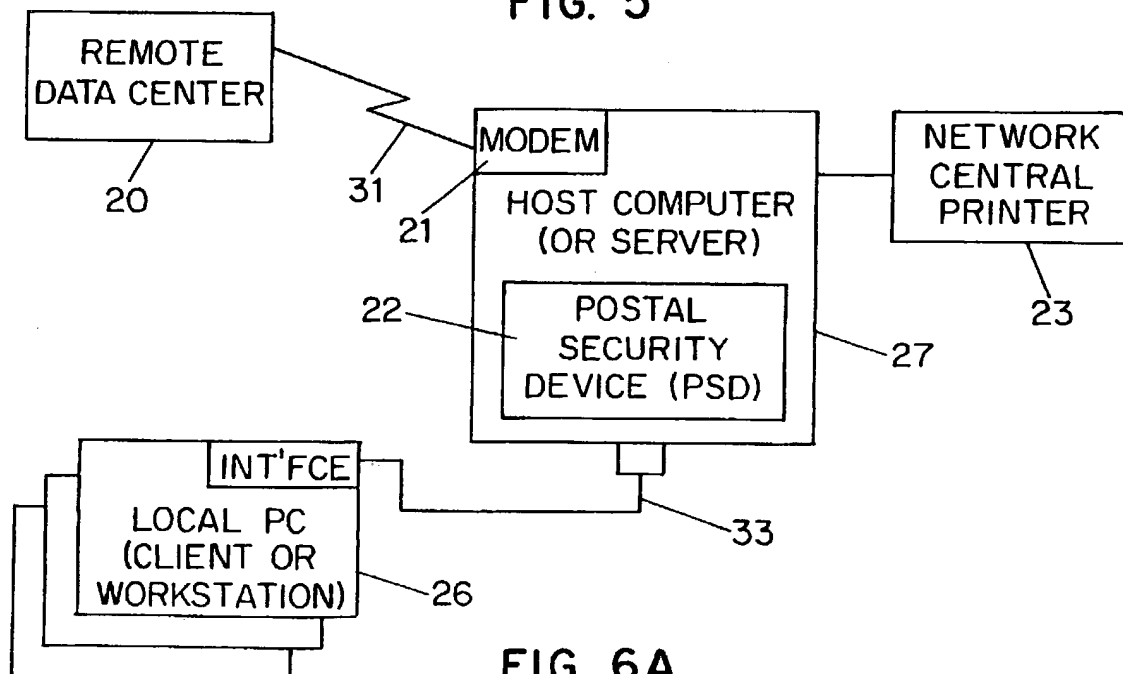 FIG. 5
REMOTE
DATA CENTER
20
31
MODEM
21
HOST COMPUTER
(OR SERVER)
22
POSTAL
SECURITY
DEVICE (PSD)
27
NETWORK
CENTRAL
PRINTER
23
INT'FCE
LOCAL PC
(CLIENT OR
WORKSTATION)
26
33
FIG. 6A